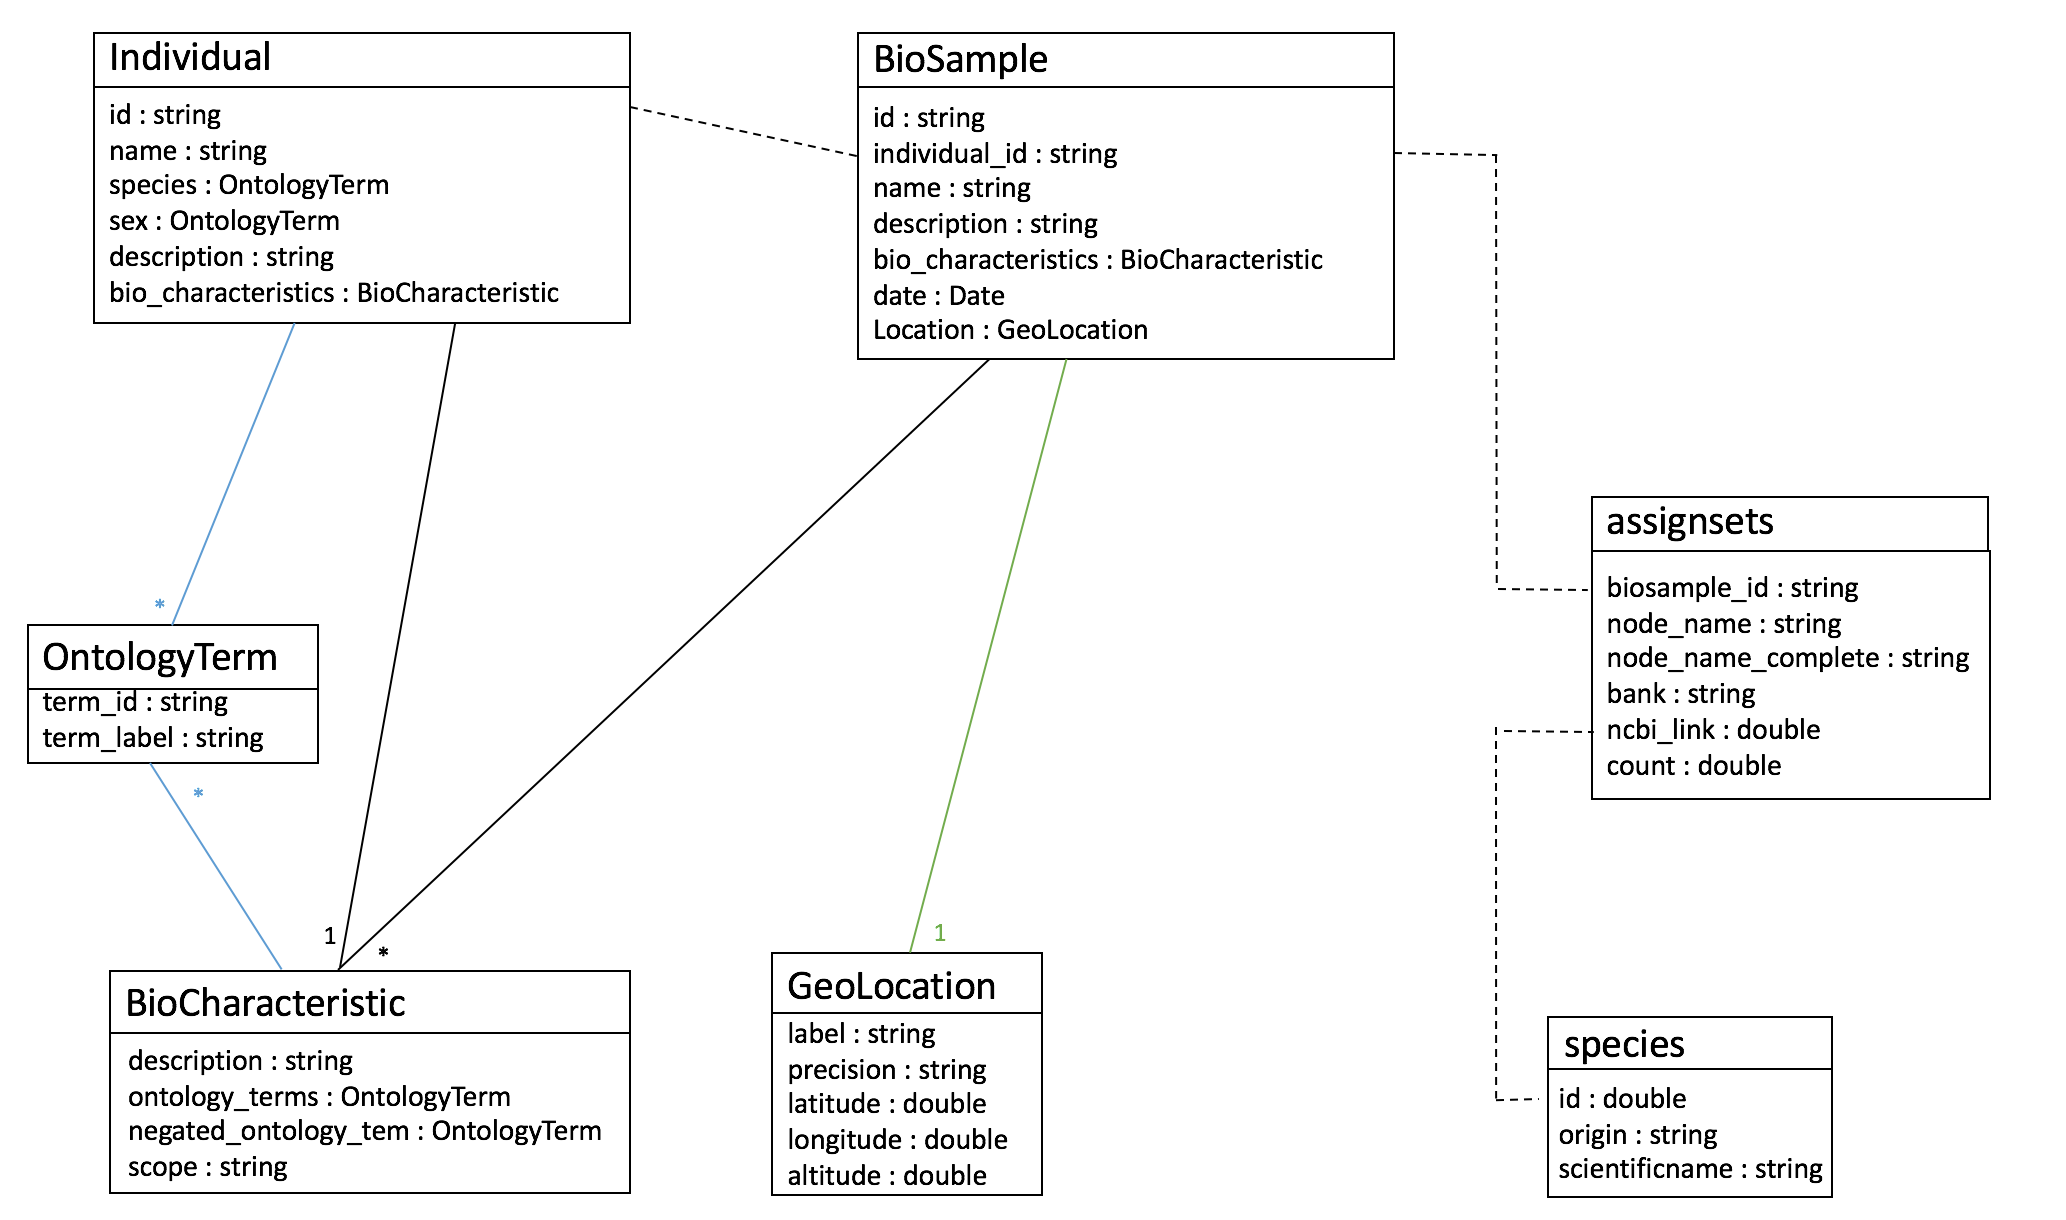 Individual
id : string
name : string
species : OntologyTerm
sex : OntologyTerm
description : string
bio_characteristics : BioCharacteristic
BioSample
id : string
individual_id : string
name : string
description : string
bio_characteristics : BioCharacteristic
date : Date
Location : GeoLocation
assignsets
biosample_id : string
node_name : string
node_name_complete : string
bank : string
ncbi_link : double
count : double
*
OntologyTerm
term_id : string
term_label : string
*
1
*
BioCharacteristic
description : string
ontology_terms : OntologyTerm
negated_ontology_tem : OntologyTerm
scope : string
1
GeoLocation
label : string
precision : string
latitude : double
longitude : double
altitude : double
species
id : double
origin : string
scientificname : string